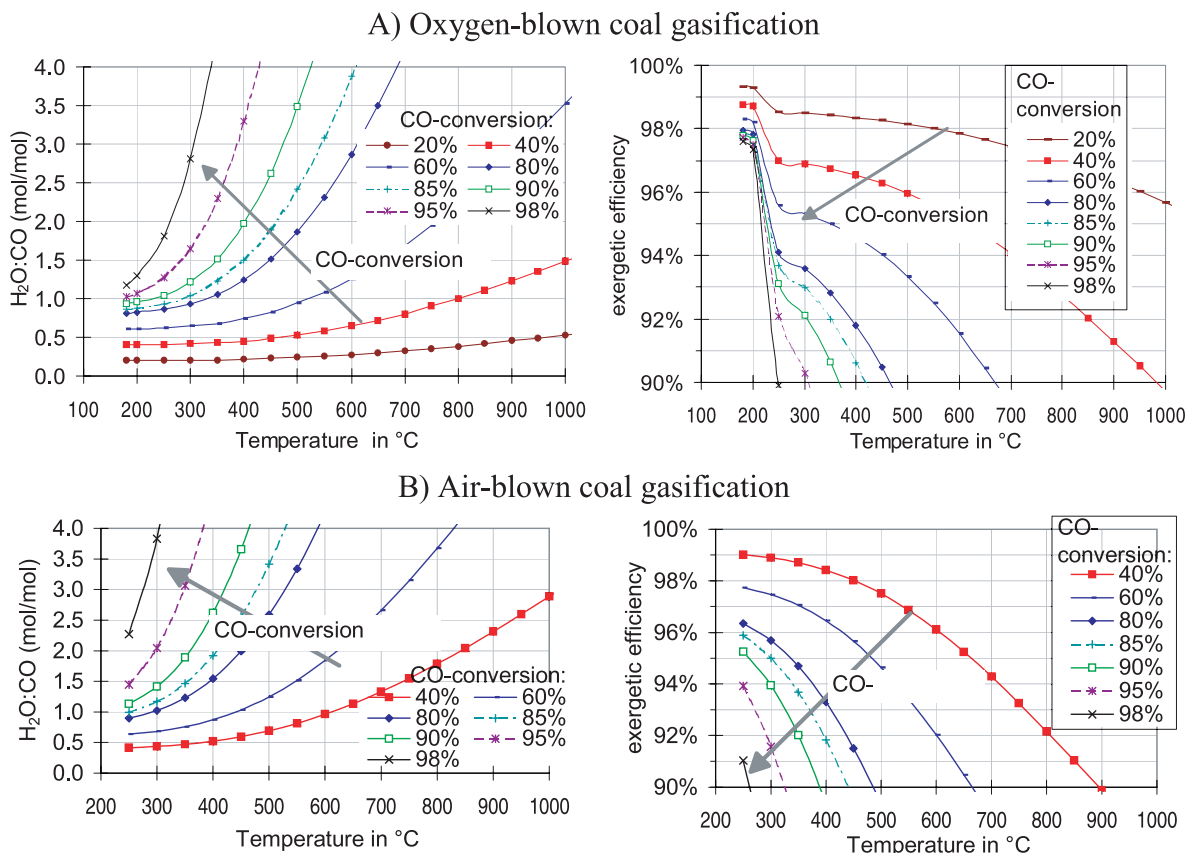 A) Oxygen-blown coal gasification
H₂O:CO (mol/mol)
4.0
3.5
3.0
2.5
2.0
1.5
1.0
0.5
0.0
CO-conversion:
20% 40%
60% 80%
85% 90%
95% 98%
CO-conversion
100 200 300 400 500 600 700 800 900 1000
Temperature in °C
exergetic efficiency
100%
98%
96%
94%
92%
90%
CO-
conversion
20%
40%
60%
80%
85%
90%
95%
98%
CO-conversion
100 200 300 400 500 600 700 800 900 1000
Temperature in °C
B) Air-blown coal gasification
H₂O:CO (mol/mol)
4.0
3.5
3.0
2.5
2.0
1.5
1.0
0.5
0.0
CO-conversion
CO-conversion:
40% 60%
80% 85%
90% 95%
98%
200 300 400 500 600 700 800 900 1000
Temperature in °C
exergetic efficiency
100%
98%
96%
94%
92%
90%
CO-
conversion:
40%
60%
80%
85%
90%
95%
98%
CO-
200 300 400 500 600 700 800 900 1000
Temperature in °C